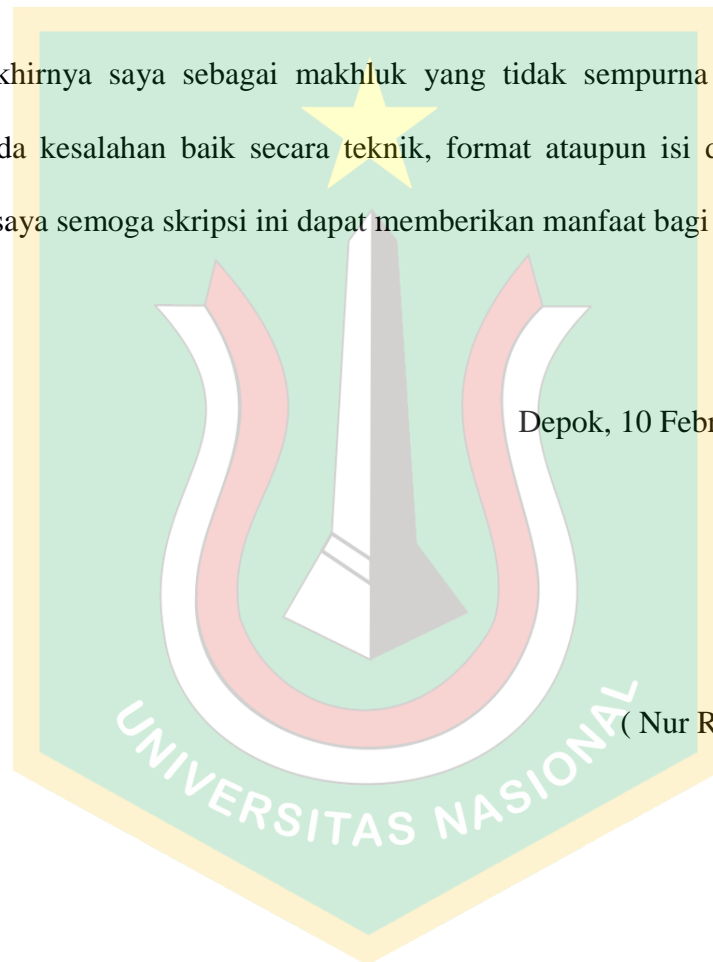 khirnya saya sebagai makhluk yang tidak sempurna
da kesalahan baik secara teknik, format ataupun isi d
saya semoga skripsi ini dapat memberikan manfaat bagi
Depok, 10 Febr
( Nur R
UNIVERSITAS NASIONAL